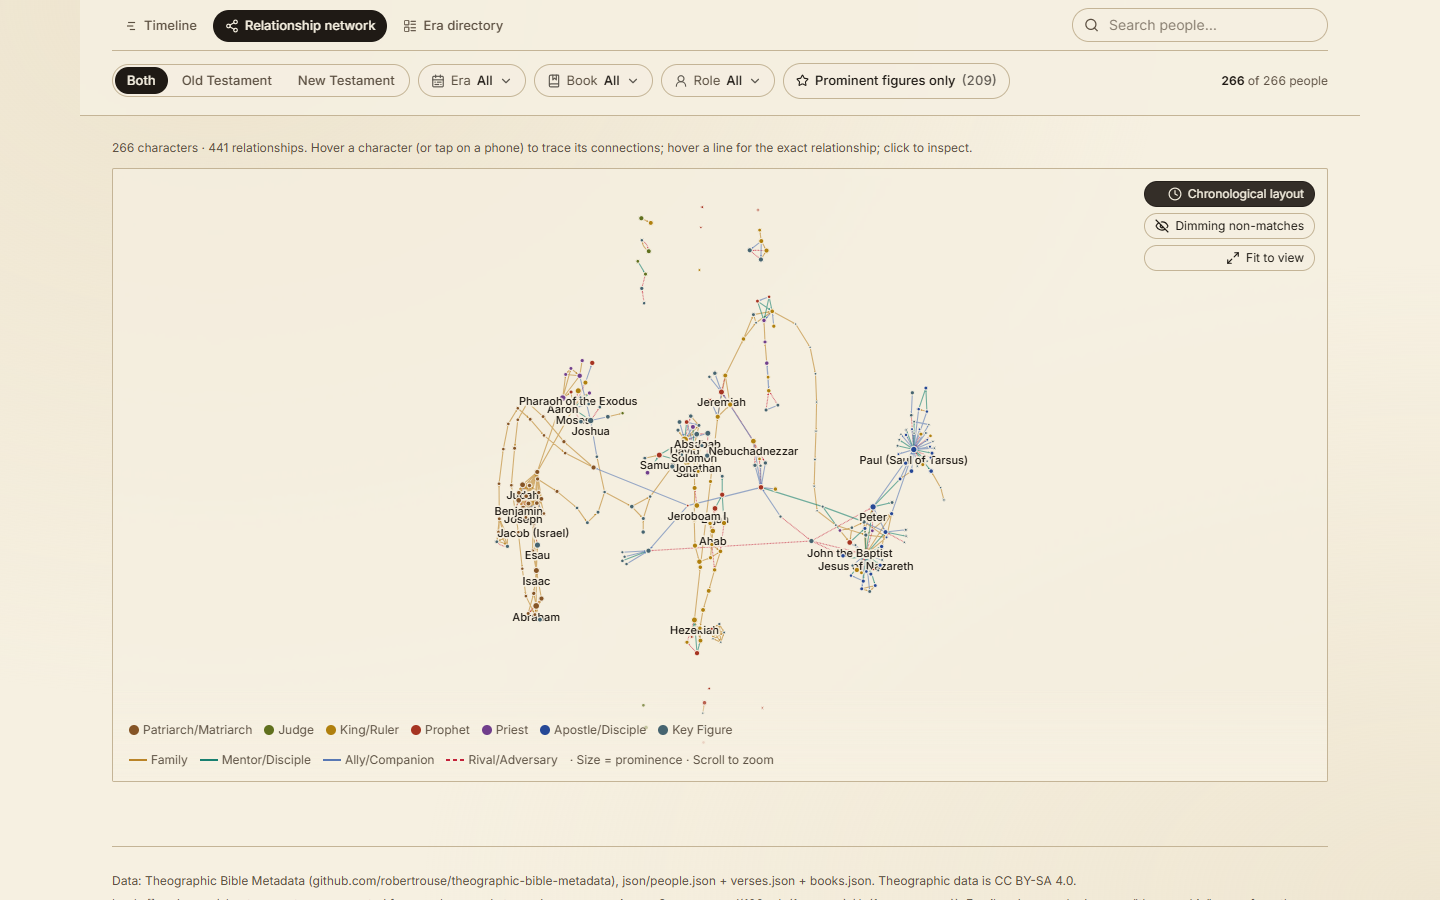 Timeline
Relationship network
Era directory
Search people...
Both
Old Testament
New Testament
Era All
Book All
Role All
Prominent figures only (209)
266 of 266 people
266 characters · 441 relationships. Hover a character (or tap on a phone) to trace its connections; hover a line for the exact relationship; click to inspect.
Chronological layout
Dimming non-matches
Fit to view
Pharaoh of the Exodus
Aaron
Moses
Joshua
Jeremiah
Absalom
Joab
David
Nebuchadnezzar
Solomon
Samuel
Jonathan
Saul
Paul (Saul of Tarsus)
Judah
Benjamin
Joseph
Jacob (Israel)
Esau
Isaac
Abraham
Jeroboam I
Elijah
Ahab
Hezekiah
Peter
John the Baptist
Jesus of Nazareth
Patriarch/Matriarch
Judge
King/Ruler
Prophet
Priest
Apostle/Disciple
Key Figure
Family
Mentor/Disciple
Ally/Companion
Rival/Adversary
· Size = prominence · Scroll to zoom
Data: Theographic Bible Metadata (github.com/robertrouse/theographic-bible-metadata), json/people.json + verses.json + books.json. Theographic data is CC BY-SA 4.0.